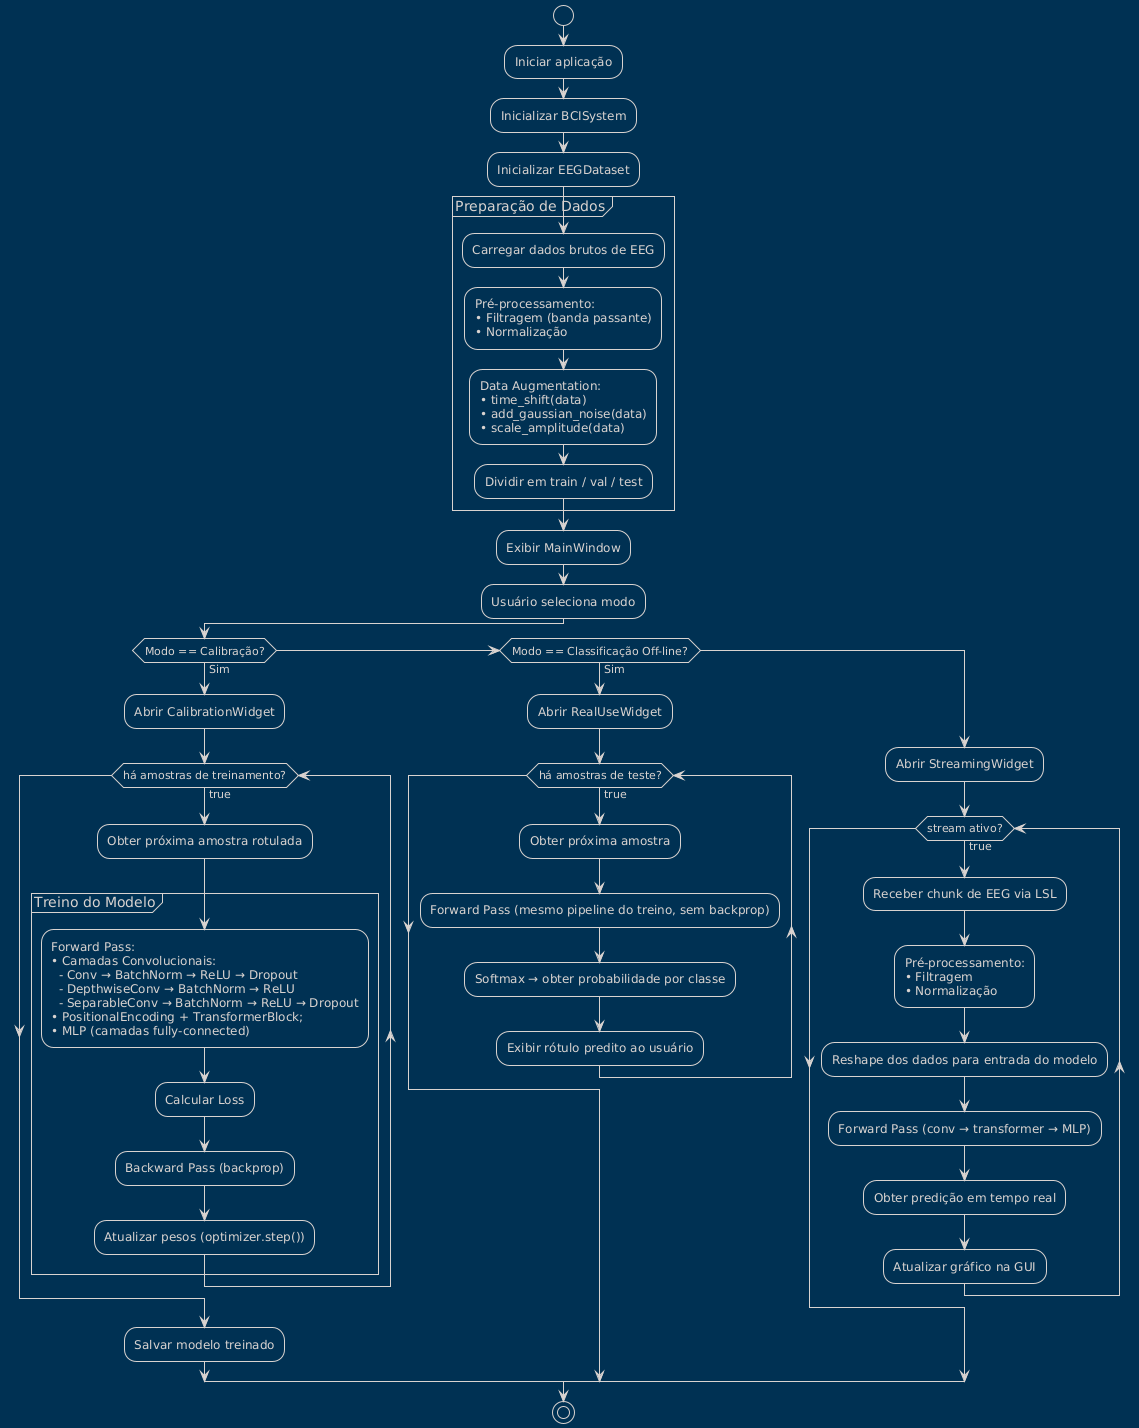 Iniciar aplicação
Inicializar BCISystem
Inicializar EEGDataset
Preparação de Dados
Carregar dados brutos de EEG
Pré-processamento:
• Filtragem (banda passante)
• Normalização
Data Augmentation:
• time_shift(data)
• add_gaussian_noise(data)
• scale_amplitude(data)
Dividir em train / val / test
Exibir MainWindow
Usuário seleciona modo
Modo == Calibração?
Sim
Abrir CalibrationWidget
há amostras de treinamento?
true
Obter próxima amostra rotulada
Treino do Modelo
Forward Pass:
• Camadas Convolucionais:
- Conv → BatchNorm → ReLU → Dropout
- DepthwiseConv → BatchNorm → ReLU
- SeparableConv → BatchNorm → ReLU → Dropout
• PositionalEncoding + TransformerBlock;
• MLP (camadas fully-connected)
Calcular Loss
Backward Pass (backprop)
Atualizar pesos (optimizer.step())
Salvar modelo treinado
Modo == Classificação Off-line?
Sim
Abrir RealUseWidget
há amostras de teste?
true
Obter próxima amostra
Forward Pass (mesmo pipeline do treino, sem backprop)
Softmax → obter probabilidade por classe
Exibir rótulo predito ao usuário
Abrir StreamingWidget
stream ativo?
true
Receber chunk de EEG via LSL
Pré-processamento:
• Filtragem
• Normalização
Reshape dos dados para entrada do modelo
Forward Pass (conv → transformer → MLP)
Obter predição em tempo real
Atualizar gráfico na GUI